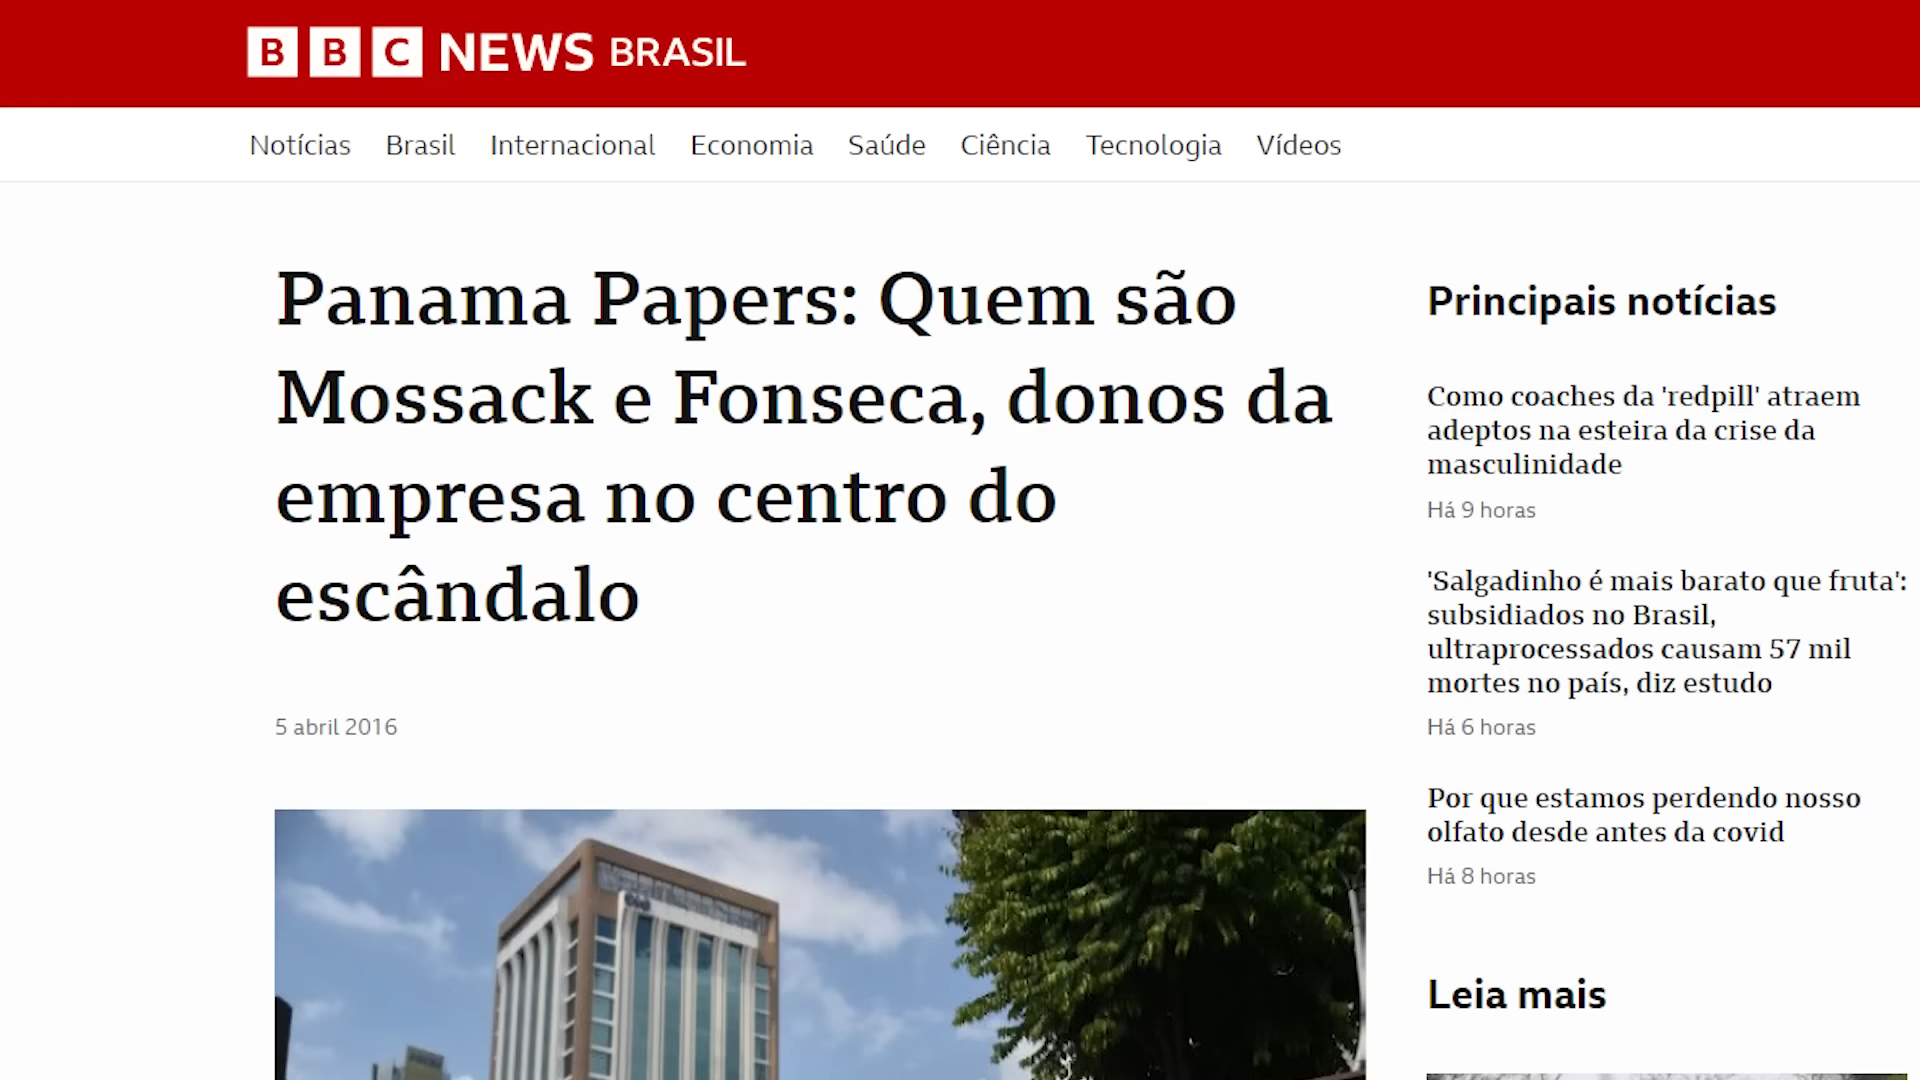 BBC NEWS BRASIL
Notícias Brasil Internacional Economia Saúde Ciência Tecnologia Vídeos
Panama Papers: Quem são
Mossack e Fonseca, donos da
empresa no centro do
escândalo
5 abril 2016
Principais notícias
Como coaches da 'redpill' atraem
adeptos na esteira da crise da
masculinidade
Há 9 horas
'Salgadinho é mais barato que fruta':
subsidiados no Brasil,
ultraprocessados causam 57 mil
mortes no país, diz estudo
Há 6 horas
Por que estamos perdendo nosso
olfato desde antes da covid
Há 8 horas
Leia mais